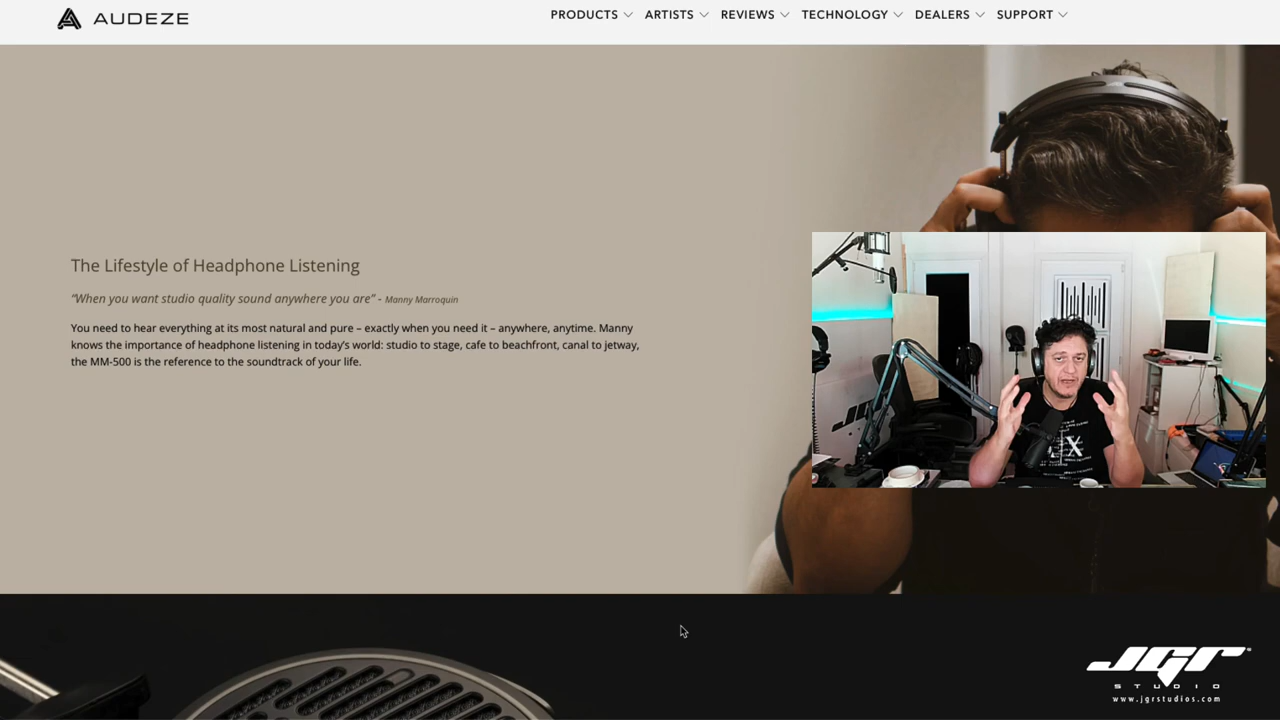 AUDEZE
PRODUCTS ARTISTS REVIEWS TECHNOLOGY DEALERS SUPPORT
The Lifestyle of Headphone Listening
“When you want studio quality sound anywhere you are” - Manny Marroquin
You need to hear everything at its most natural and pure – exactly when you need it – anywhere, anytime. Manny
knows the importance of headphone listening in today’s world: studio to stage, cafe to beachfront, canal to jetway,
the MM-500 is the reference to the soundtrack of your life.
JGR
STUDIO
www.jgrstudios.com